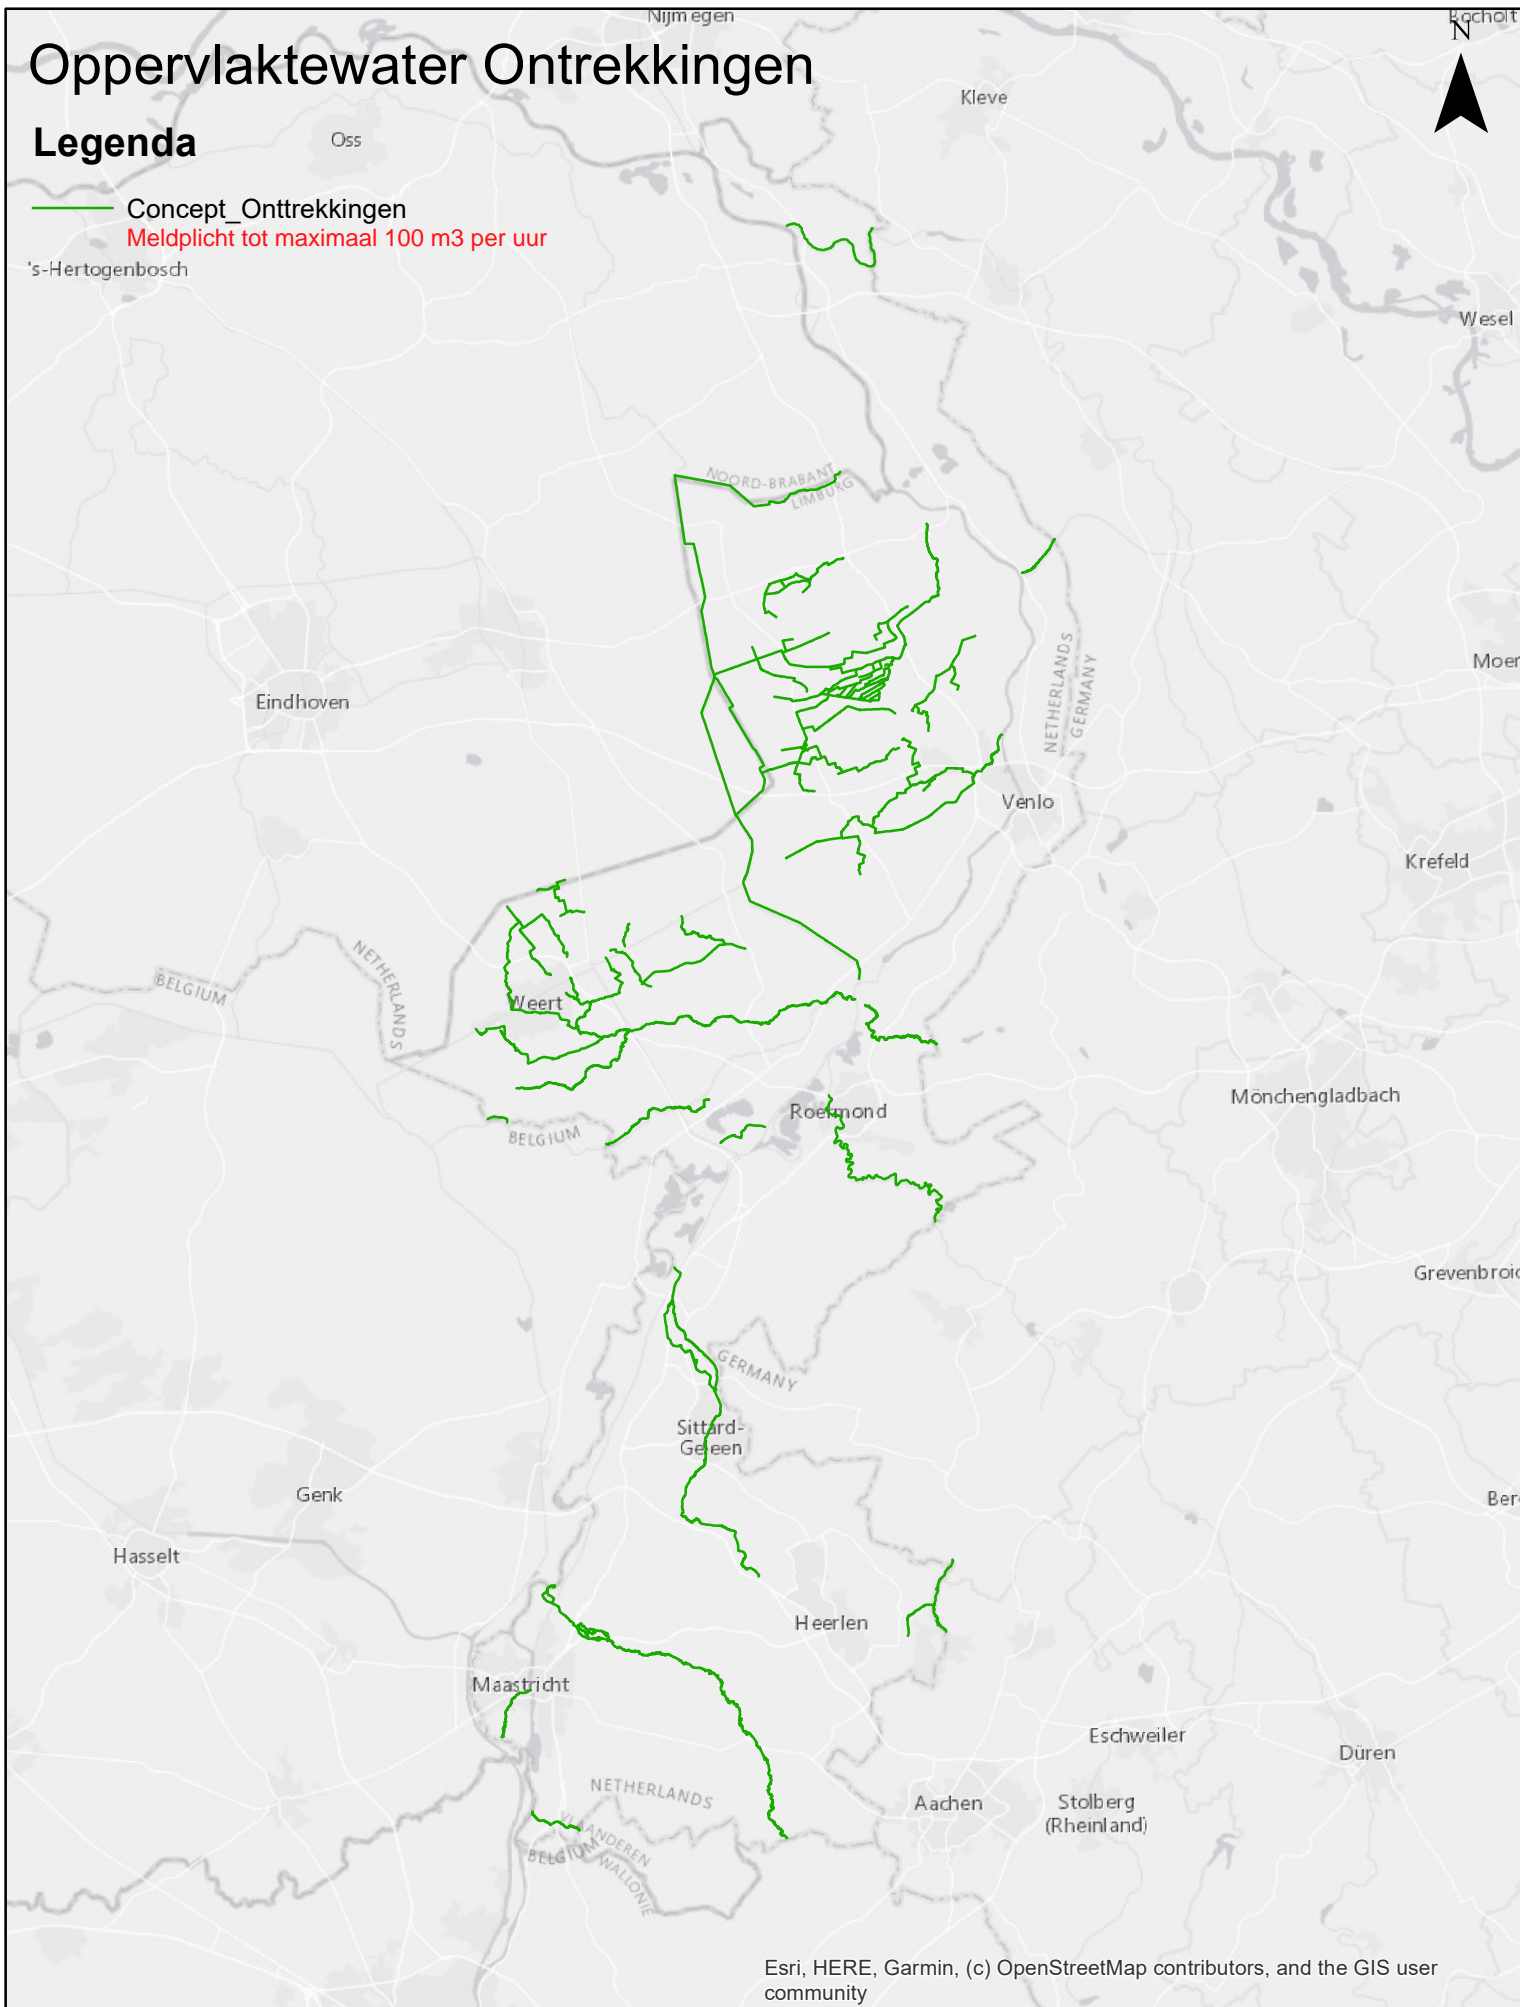 Nijmegen
Bocholt
N
Oppervlaktewater Ontrekkingen
Kleve
Legenda
Oss
Concept_Onttrekkingen
Meldplicht tot maximaal 100 m3 per uur
's-Hertogenbosch
Wesel
NOORD-BRABANT
LIMBURG
NETHERLANDS
GERMANY
Moer
Eindhoven
Venlo
Krefeld
NETHERLANDS
BELGIUM
Weert
Mönchengladbach
Roermond
BELGIUM
Grevenbroic
GERMANY
Sittard-
Geleen
Genk
Ber
Hasselt
Heerlen
Maastricht
Eschweiler
Düren
NETHERLANDS
Aachen
Stolberg
(Rheinland)
VLAANDEREN
BELGIUM
WALLONIE
Esri, HERE, Garmin, (c) OpenStreetMap contributors, and the GIS user
community